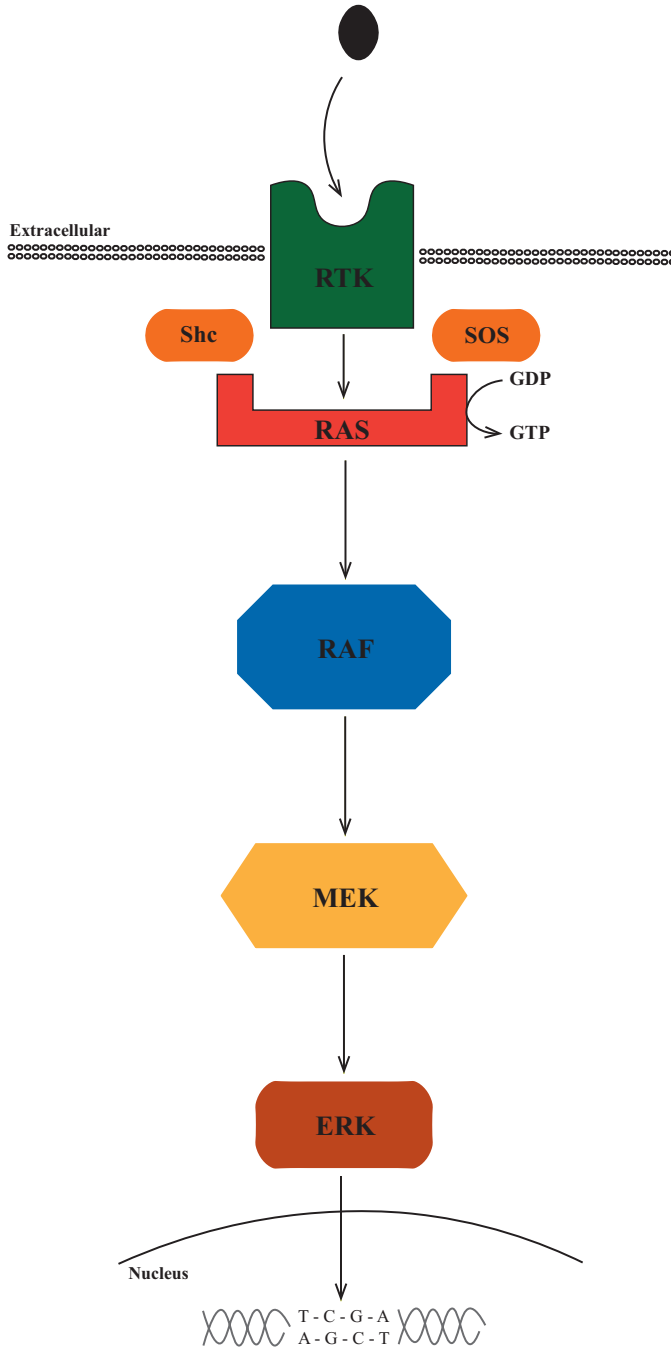 Extracellular
RTK
Shc
SOS
GDP
RAS
GTP
RAF
MEK
ERK
Nucleus
T - C - G - A
A - G - C - T